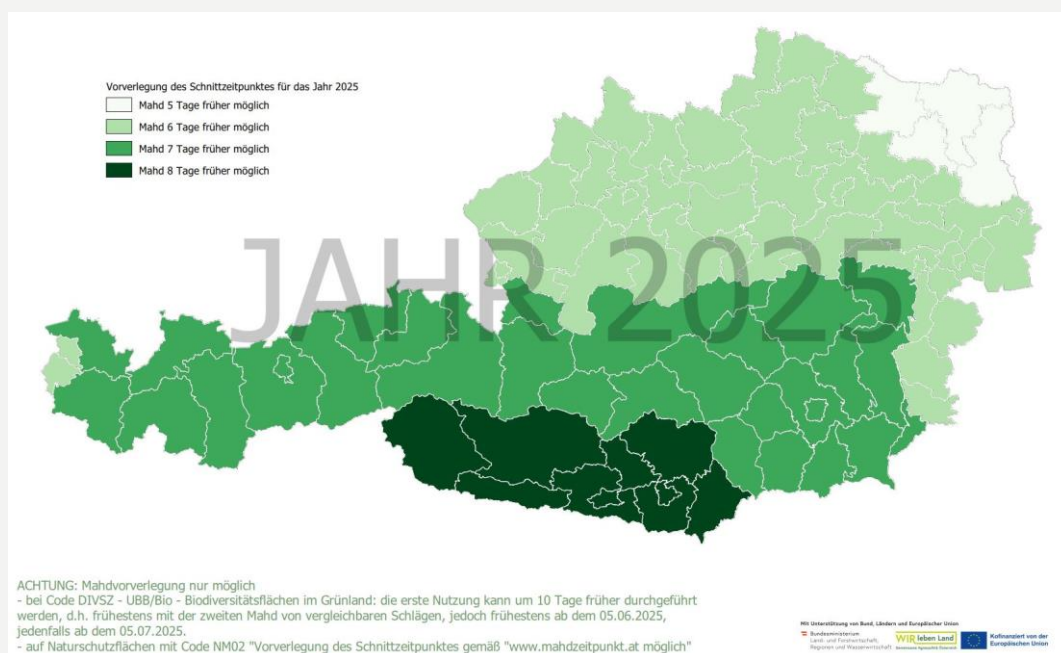 Vorverlegung des Schnittzeitpunktes für das Jahr 2025
Mahd 5 Tage früher möglich
Mahd 6 Tage früher möglich
Mahd 7 Tage früher möglich
Mahd 8 Tage früher möglich
JAHR 2025
ACHTUNG: Mahdvorverlegung nur möglich
- bei Code DIVSZ - UBB/Bio - Biodiversitätsflächen im Grünland: die erste Nutzung kann um 10 Tage früher durchgeführt
werden, d.h. frühestens mit der zweiten Mahd von vergleichbaren Schlägen, jedoch frühestens ab dem 05.06.2025,
jedenfalls ab dem 05.07.2025.
- auf Naturschutzflächen mit Code NM02 "Vorverlegung des Schnittzeitpunktes gemäß "www.mahdzeitpunkt.at möglich"
Mit Unterstützung von Bund, Ländern und Europäischer Union
Bundesministerium
Land- und Forstwirtschaft,
Regionen und Wasserwirtschaft
WIR leben Land
Kofinanziert von der
Europäischen Union